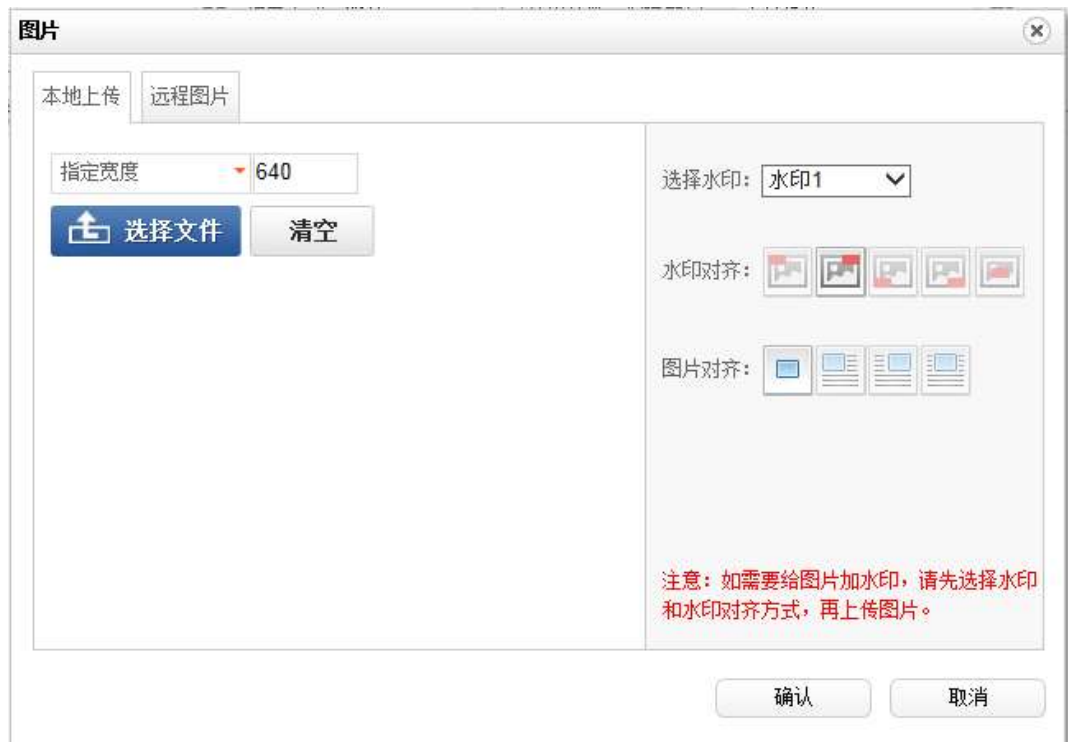 图片
本地上传 远程图片
指定宽度 640
选择文件 清空
选择水印： 水印1
水印对齐：
图片对齐：
注意：如需要给图片加水印，请先选择水印
和水印对齐方式，再上传图片。
确认 取消